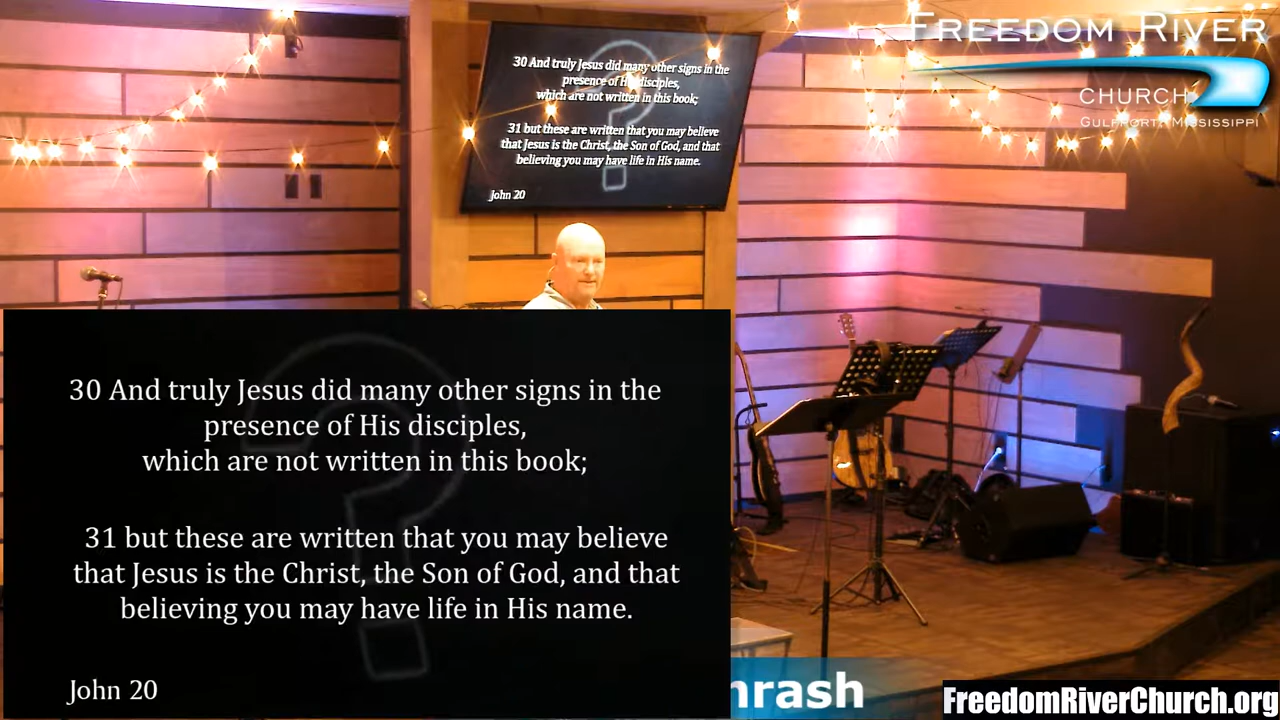 FREEDOM RIVER
CHURCH
GULFPORT, MISSISSIPPI
30 And truly Jesus did many other signs in the
presence of His disciples,
which are not written in this book;
31 but these are written that you may believe
that Jesus is the Christ, the Son of God, and that
believing you may have life in His name.
John 20
30 And truly Jesus did many other signs in the
presence of His disciples,
which are not written in this book;
31 but these are written that you may believe
that Jesus is the Christ, the Son of God, and that
believing you may have life in His name.
John 20
FreedomRiverChurch.org